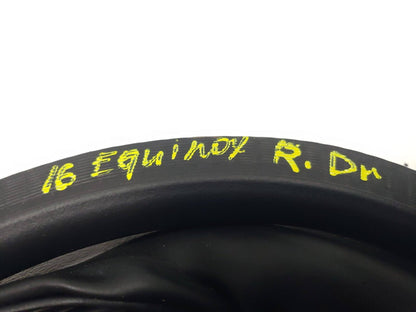 16 Equinox R. Dr